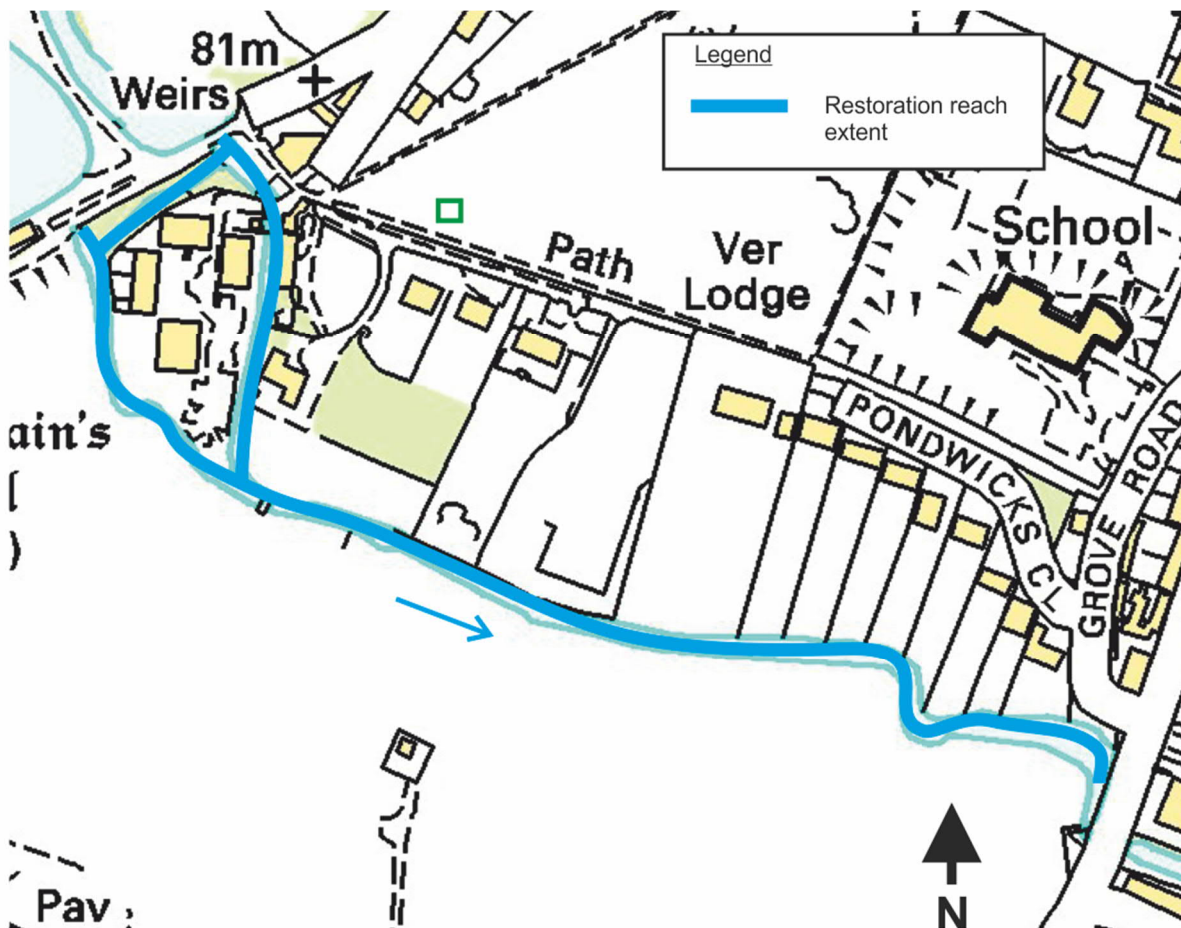 81m
Weirs
Legend
Restoration reach
extent
School
Path
Ver
Lodge
PONDWICKS CL
GROVE ROAD
ain's
Pav
N